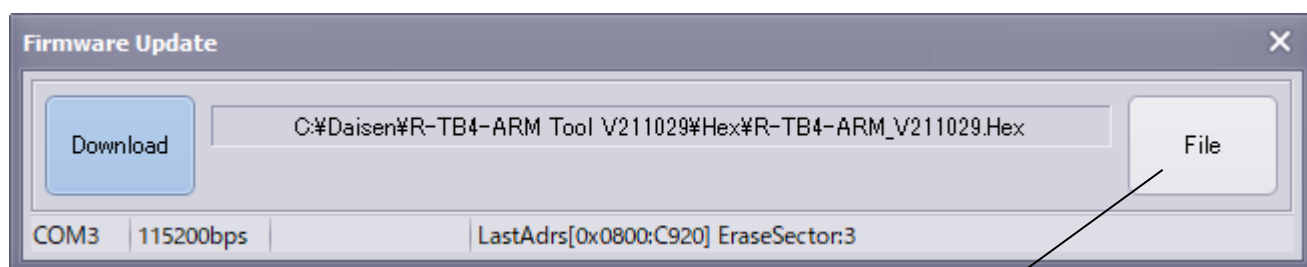 Firmware Update
Download
C:¥Daisen¥R-TB4-ARM Tool V211029¥Hex¥R-TB4-ARM_V211029.Hex
File
COM3 115200bps LastAdrs[0x0800:C920] EraseSector:3